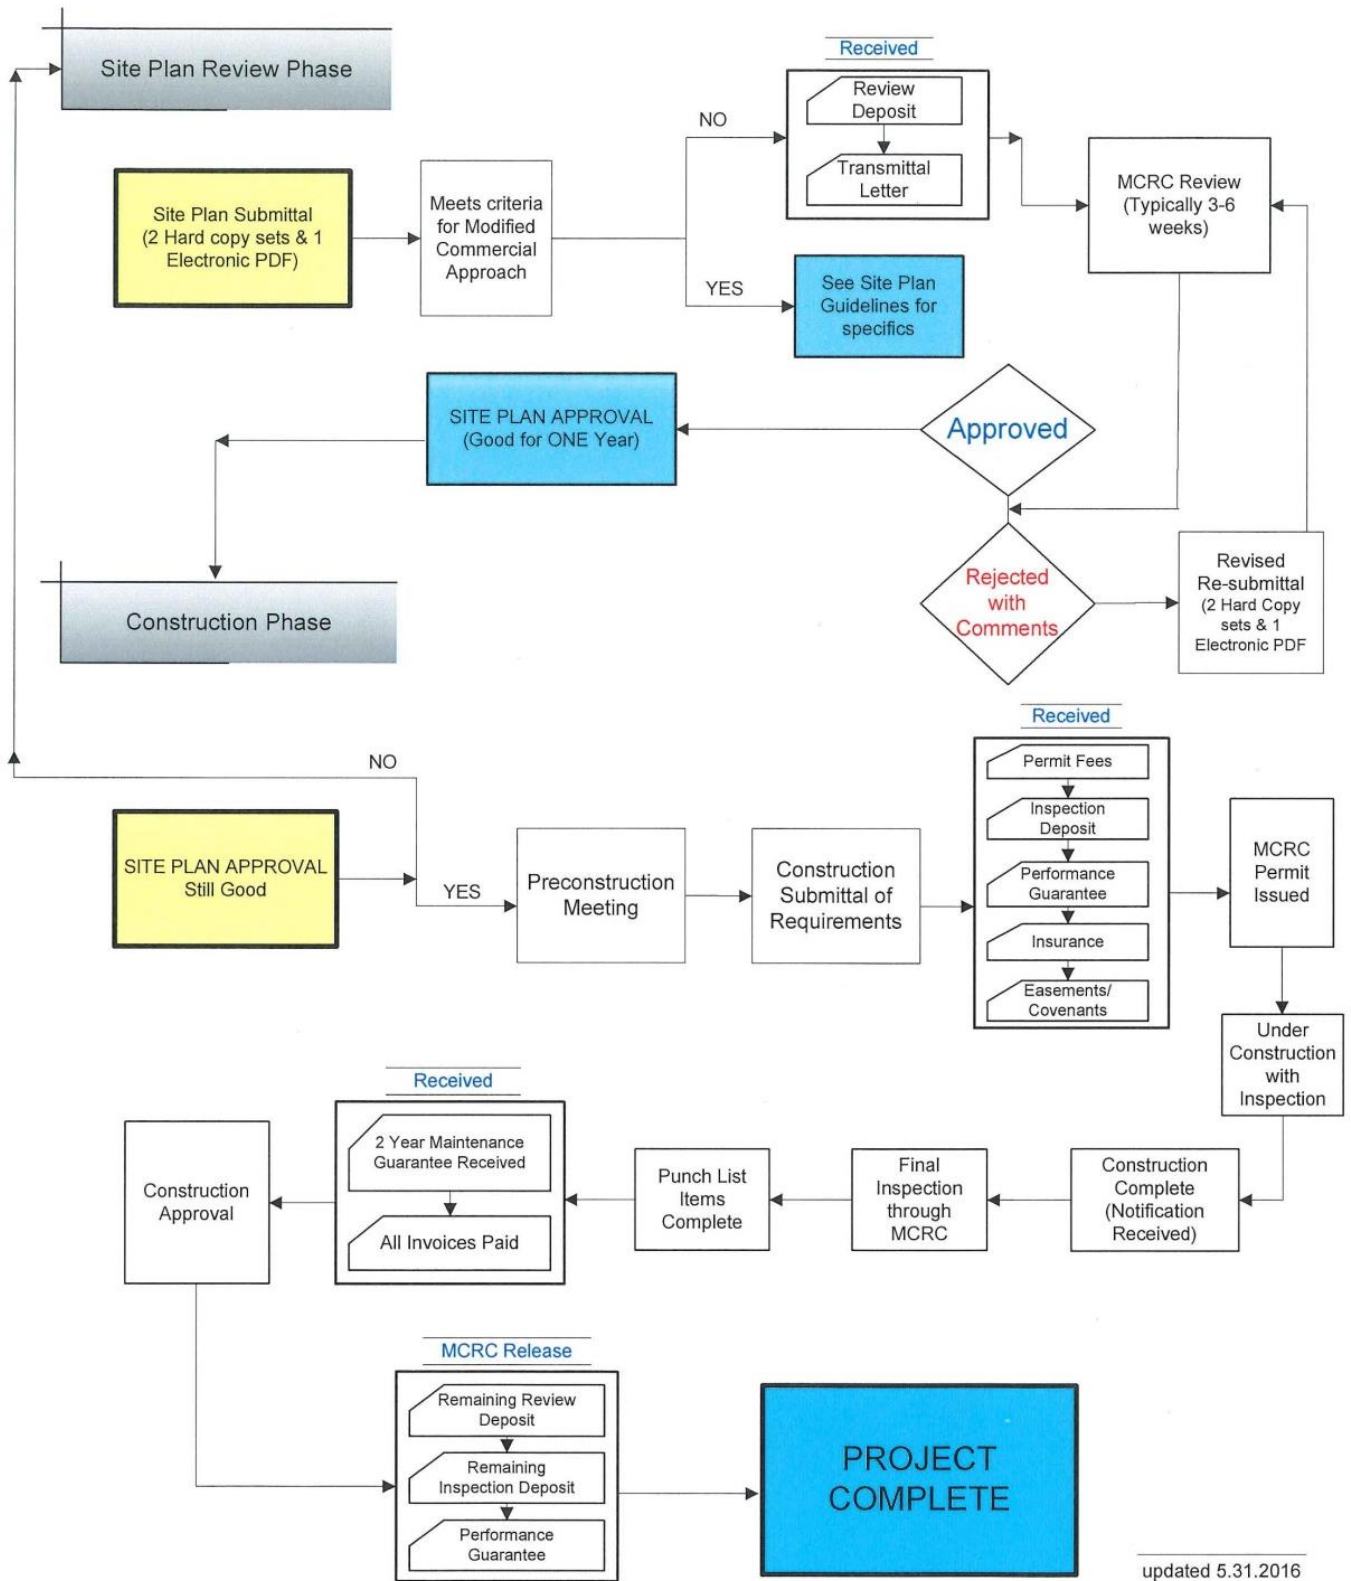 Site Plan Review Phase
Received
Review
Deposit
Transmittal
Letter
NO
MCRC Review
(Typically 3-6
weeks)
Site Plan Submittal
(2 Hard copy sets & 1
Electronic PDF)
Meets criteria
for Modified
Commercial
Approach
YES
See Site Plan
Guidelines for
specifics
SITE PLAN APPROVAL
(Good for ONE Year)
Approved
Rejected
with
Comments
Revised
Re-submittal
(2 Hard Copy
sets & 1
Electronic PDF
Construction Phase
NO
SITE PLAN APPROVAL
Still Good
YES
Preconstruction
Meeting
Construction
Submittal of
Requirements
Received
Permit Fees
Inspection
Deposit
Performance
Guarantee
Insurance
Easements/
Covenants
MCRC
Permit
Issued
Under
Construction
with
Inspection
Construction
Complete
(Notification
Received)
Final
Inspection
through
MCRC
Punch List
Items
Complete
Received
2 Year Maintenance
Guarantee Received
All Invoices Paid
Construction
Approval
MCRC Release
Remaining Review
Deposit
Remaining
Inspection Deposit
Performance
Guarantee
PROJECT
COMPLETE
updated 5.31.2016